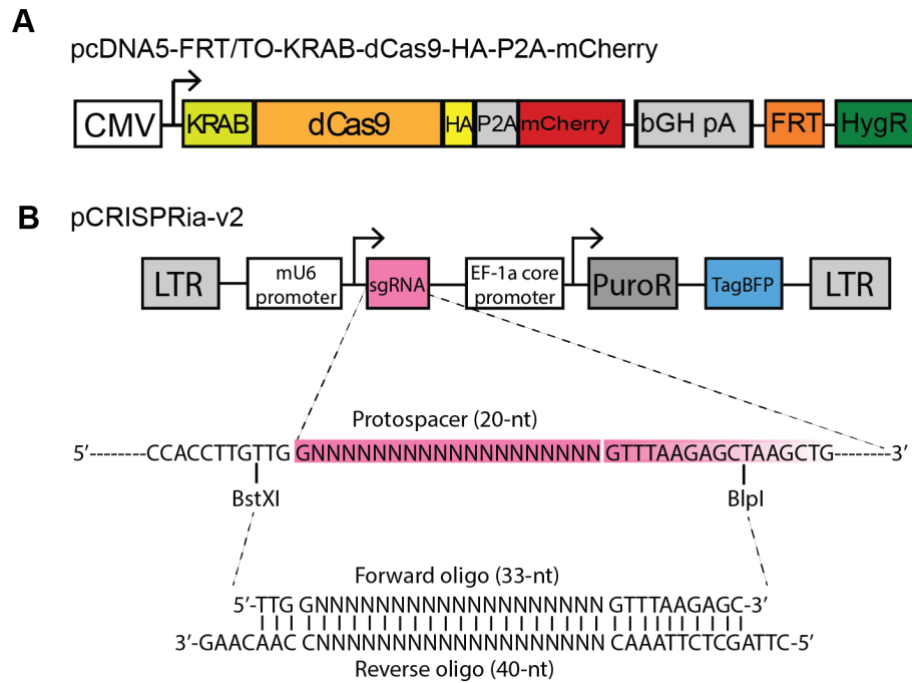 A
pcDNA5-FRT/TO-KRAB-dCas9-HA-P2A-mCherry
CMV KRAB dCas9 HA P2A mCherry bGH pA FRT HygR
B pCRISPRia-v2
LTR mU6 promoter sgRNA EF-1a core promoter PuroR TagBFP LTR
Protospacer (20-nt)
5'-------CCACCTTGTTG GNNNNNNNNNNNNNNNNNNN GTTTAAGAGCTAAGCTG-------3'
BstXI BlpI
Forward oligo (33-nt)
5'-TTG GNNNNNNNNNNNNNNNNNNN GTTTAAGAGC-3'
3'-GAACAAC CNNNNNNNNNNNNNNNNNNN CAAATTCTCGATTC-5'
Reverse oligo (40-nt)